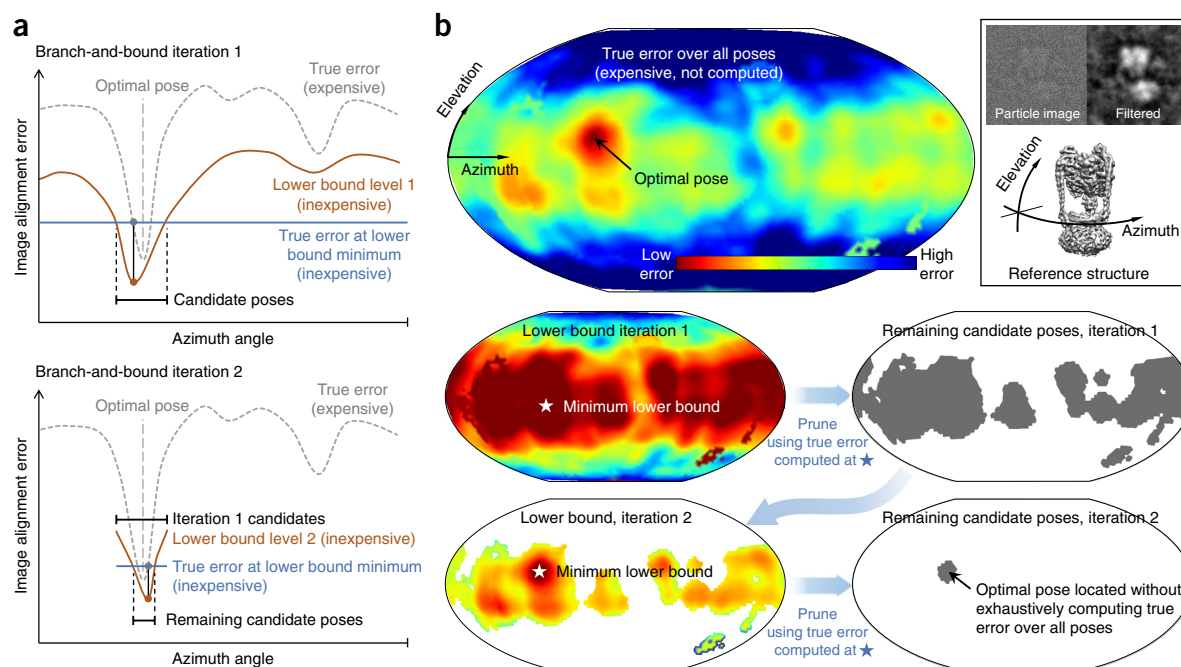 a
Branch-and-bound iteration 1
Optimal pose
True error
(expensive)
Image alignment error
Lower bound level 1
(inexpensive)
True error at lower
bound minimum
(inexpensive)
Candidate poses
Azimuth angle
Branch-and-bound iteration 2
Optimal pose
True error
(expensive)
Image alignment error
Iteration 1 candidates
Lower bound level 2 (inexpensive)
True error at lower bound minimum
(inexpensive)
Remaining candidate poses
Azimuth angle
b
True error over all poses
(expensive, not computed)
Elevation
Azimuth
Optimal pose
Low
error
High
error
Particle image
Filtered
Elevation
Azimuth
Reference structure
Lower bound iteration 1
★ Minimum lower bound
Prune
using true error
computed at ★
Remaining candidate poses, iteration 1
Lower bound, iteration 2
★ Minimum lower bound
Prune
using true error
computed at ★
Remaining candidate poses, iteration 2
Optimal pose located without
exhaustively computing true
error over all poses